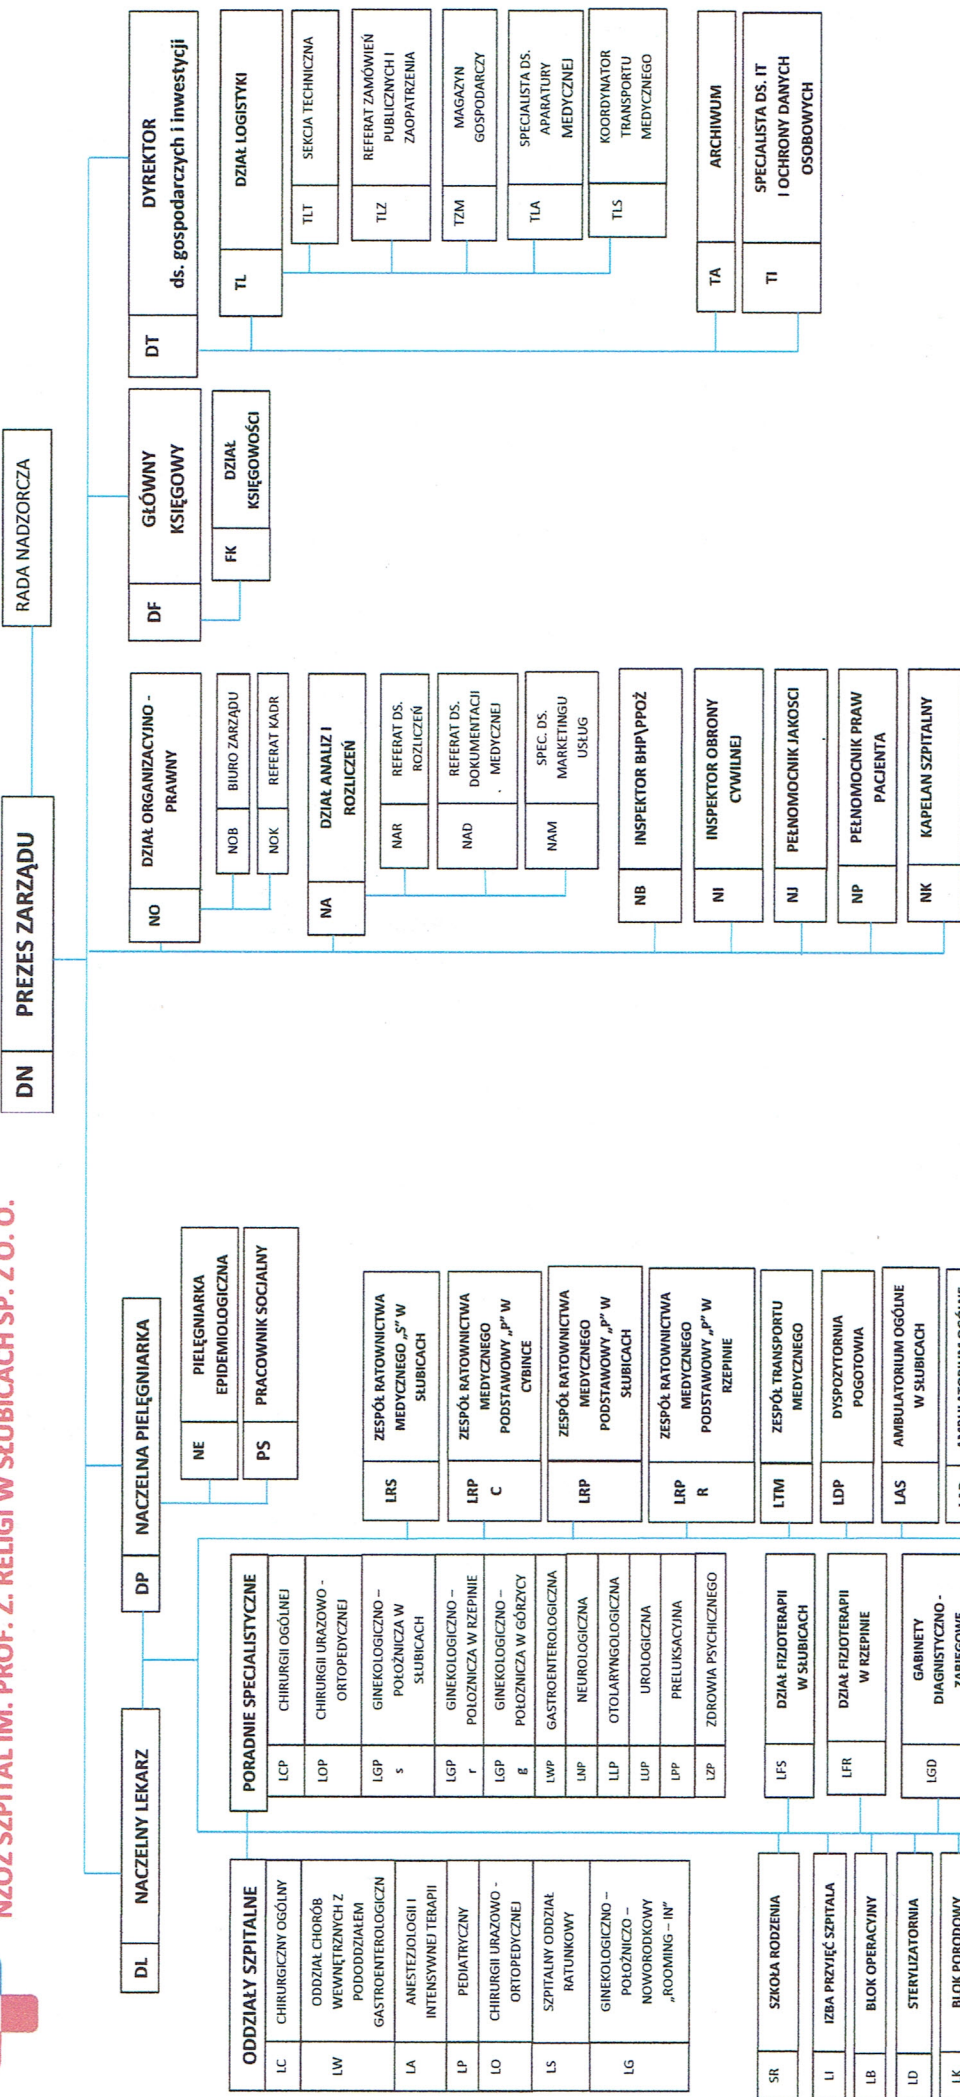 NZOZ SZPITAL IM. PROF. Z. RELIGI W SŁUBICACH SP. Z O. O.
DN
PREZES ZARZĄDU
RADA NADZORCZA
DL
NACZELNY LEKARZ
DP
NACZELNA PIELĘGNIARKA
NE
PIELĘGNIARKA
EPIDEMIOLOGICZNA
PS
PRACOWNIK SOCJALNY
ODDZIAŁY SZPITALNE
LC
CHIRURGICZNY OGÓLNY
LW
ODDZIAŁ CHORÓB
WEWNĘTRZNYCH Z
PODODDZIAŁEM
GASTROENTEROLOGICZN
LA
ANESTEZJOLOGII I
INTENSYWNEJ TERAPII
LP
PEDIATRYCZNY
LO
CHIRURGII URAZOWO -
ORTOPEDYCZNEJ
LS
SZPITALNY ODDZIAŁ
RATUNKOWY
LG
GINEKOLOGICZNO –
POŁOŻNICZO –
NOWORODKOWY
„ROOMING – IN”
SR
SZKOŁA RODZENIA
LI
IZBA PRZYJĘĆ SZPITALA
LB
BLOK OPERACYJNY
LD
STERYLIZATORNIA
LK
BLOK PORODOWY
PORADNIE SPECJALISTYCZNE
LCP
CHIRURGII OGÓLNEJ
LOP
CHIRURGII URAZOWO -
ORTOPEDYCZNEJ
LGP
s
GINEKOLOGICZNO –
POŁOŻNICZA W
SŁUBICACH
LGP
r
GINEKOLOGICZNO –
POŁOŻNICZA W RZEPINIE
LGP
g
GINEKOLOGICZNO –
POŁOŻNICZA W GÓRZYCY
LWP
GASTROENTEROLOGICZNA
LNP
NEUROLOGICZNA
LLP
OTOLARYNGOLOGICZNA
LUP
UROLOGICZNA
LPP
PRELUKSACYJNA
LZP
ZDROWIA PSYCHICZNEGO
LFS
DZIAŁ FIZJOTERAPII
W SŁUBICACH
LFR
DZIAŁ FIZJOTERAPII
W RZEPINIE
LGD
GABINETY
DIAGNISTYCZNO -
ZABIEGOWE
LRS
ZESPÓŁ RATOWNICTWA
MEDYCZNEGO „S” W
SŁUBICACH
LRP
C
ZESPÓŁ RATOWNICTWA
MEDYCZNEGO
PODSTAWOWY „P” W
CYBINCE
LRP
ZESPÓŁ RATOWNICTWA
MEDYCZNEGO
PODSTAWOWY „P” W
SŁUBICACH
LRP
R
ZESPÓŁ RATOWNICTWA
MEDYCZNEGO
PODSTAWOWY „P” W
RZEPINIE
LTM
ZESPÓŁ TRANSPORTU
MEDYCZNEGO
LDP
DYSPOZYTORNIA
POGOTOWIA
LAS
AMBULATORIUM OGÓLNE
W SŁUBICACH
AMBULATORIUM OGÓLNE
NO
DZIAŁ ORGANIZACYJNO -
PRAWNY
NOB
BIURO ZARZĄDU
NOK
REFERAT KADR
NA
DZIAŁ ANALIZ I
ROZLICZEŃ
NAR
REFERAT DS.
ROZLICZEŃ
NAD
REFERAT DS.
DOKUMENTACJI
MEDYCZNEJ
NAM
SPEC. DS.
MARKETINGU
USŁUG
NB
INSPEKTOR BHP\PPOŻ
NI
INSPEKTOR OBRONY
CYWILNEJ
NJ
PEŁNOMOCNIK JAKOSCI
NP
PEŁNOMOCNIK PRAW
PACJENTA
NK
KAPELAN SZPITALNY
DF
GŁÓWNY
KSIĘGOWY
FK
DZIAŁ
KSIĘGOWOŚCI
DT
DYREKTOR
ds. gospodarczych i inwestycji
TL
DZIAŁ LOGISTYKI
TLT
SEKCJA TECHNICZNA
TLZ
REFERAT ZAMÓWIEŃ
PUBLICZNYCH I
ZAOPATRZENIA
TZM
MAGAZYN
GOSPODARCZY
TLA
SPECJALISTA DS.
APARATURY
MEDYCZNEJ
TLS
KOORDYNATOR
TRANSPORTU
MEDYCZNEGO
TA
ARCHIWUM
TI
SPECJALISTA DS. IT
I OCHRONY DANYCH
OSOBOWYCH